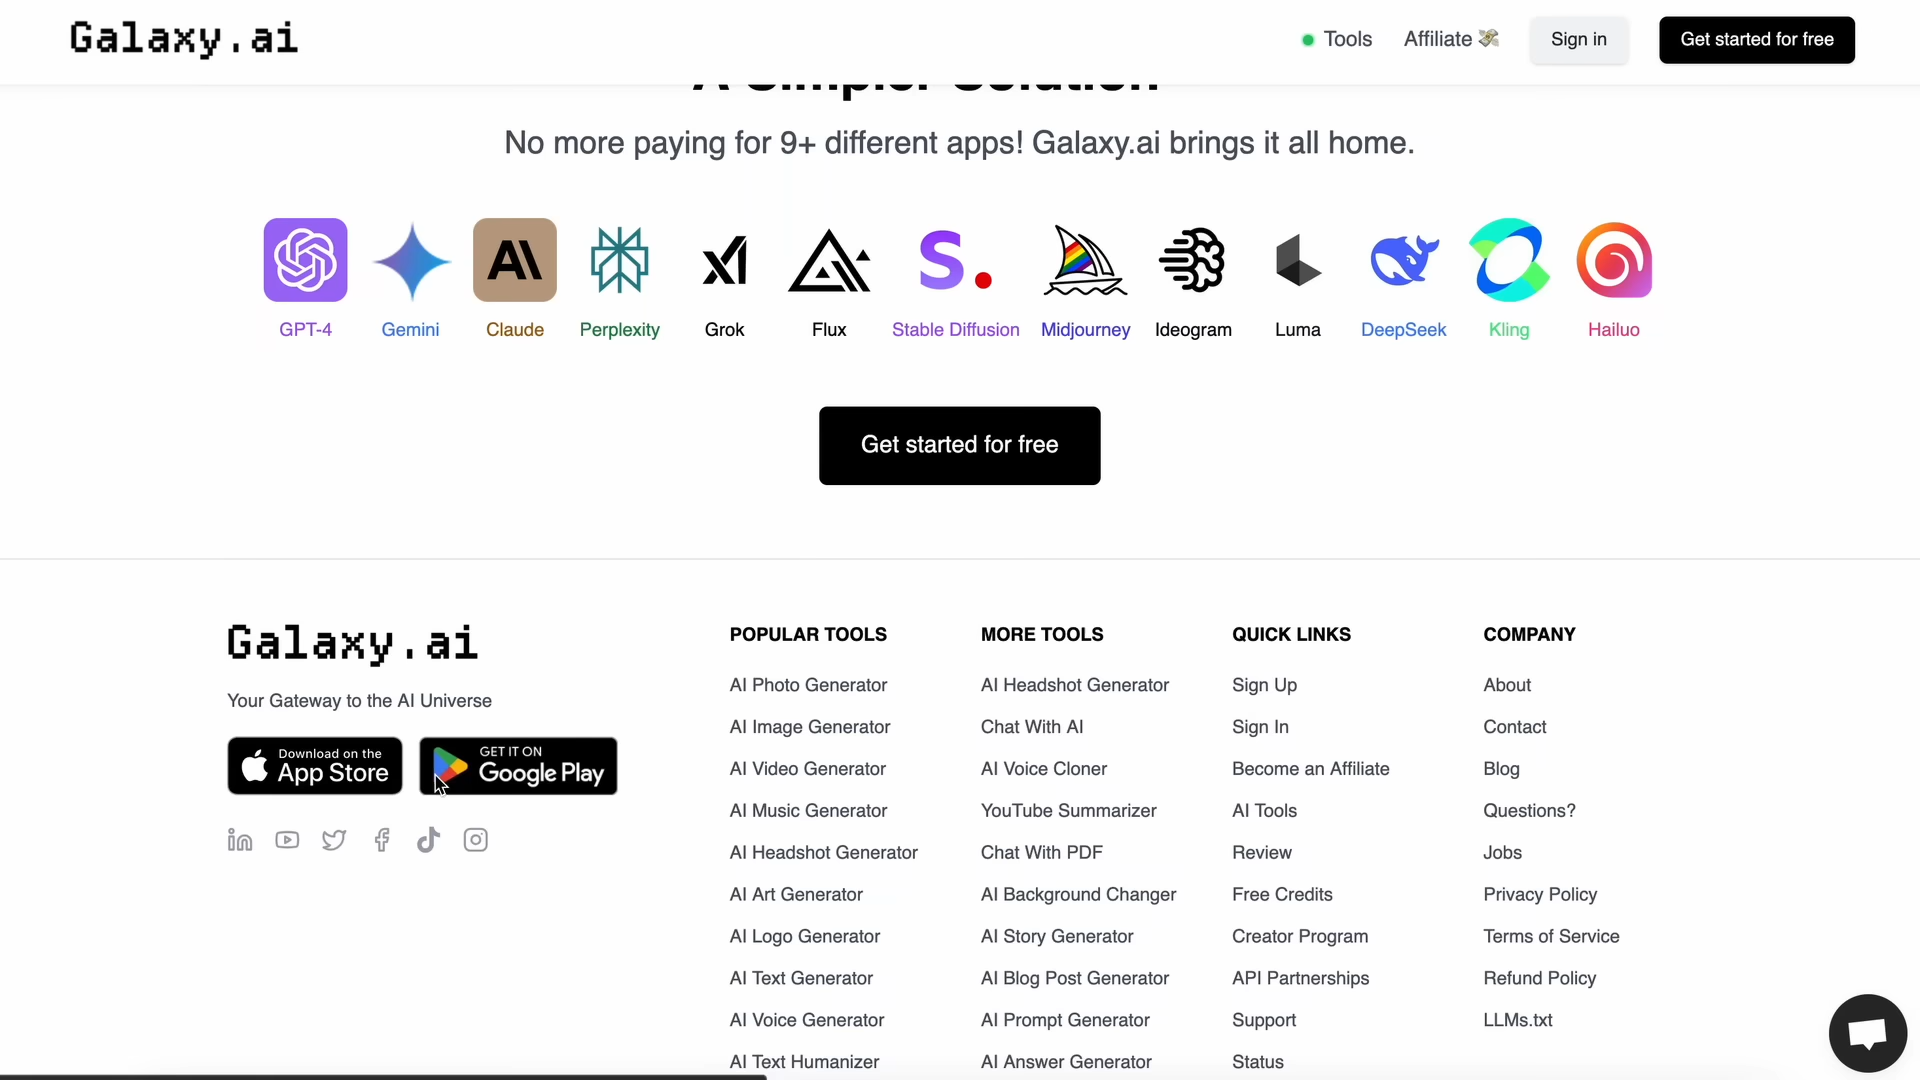 Galaxy.ai
Tools
Affiliate 💸
Sign in
Get started for free
A Simpler Solution
No more paying for 9+ different apps! Galaxy.ai brings it all home.
GPT-4
Gemini
Claude
Perplexity
Grok
Flux
Stable Diffusion
Midjourney
Ideogram
Luma
DeepSeek
Kling
Hailuo
Get started for free
Galaxy.ai
Your Gateway to the AI Universe
Download on the
App Store
GET IT ON
Google Play
POPULAR TOOLS
AI Photo Generator
AI Image Generator
AI Video Generator
AI Music Generator
AI Headshot Generator
AI Art Generator
AI Logo Generator
AI Text Generator
AI Voice Generator
AI Text Humanizer
MORE TOOLS
AI Headshot Generator
Chat With AI
AI Voice Cloner
YouTube Summarizer
Chat With PDF
AI Background Changer
AI Story Generator
AI Blog Post Generator
AI Prompt Generator
AI Answer Generator
QUICK LINKS
Sign Up
Sign In
Become an Affiliate
AI Tools
Review
Free Credits
Creator Program
API Partnerships
Support
Status
COMPANY
About
Contact
Blog
Questions?
Jobs
Privacy Policy
Terms of Service
Refund Policy
LLMs.txt